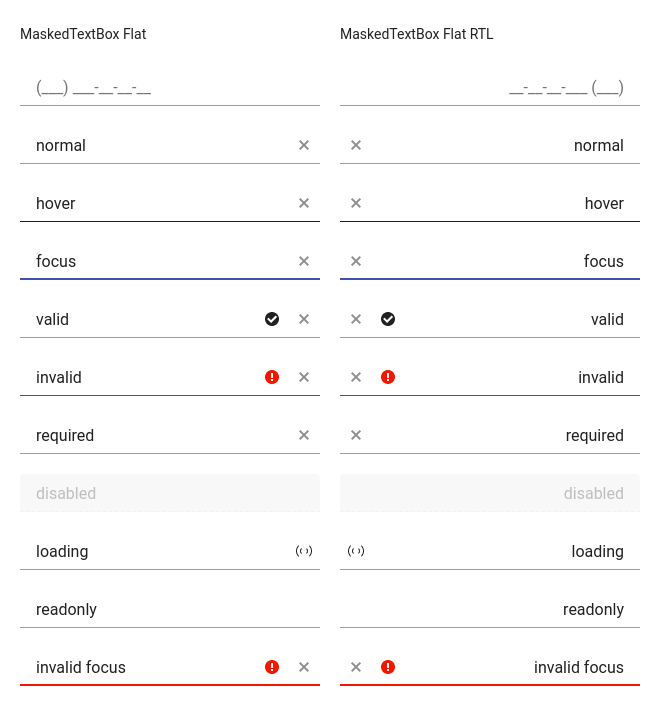 MaskedTextBox Flat
(___) ___-__-__-__
normal
hover
focus
valid
invalid
required
disabled
loading
readonly
invalid focus
MaskedTextBox Flat RTL
__-__-__-___ (___)
normal
hover
focus
valid
invalid
required
disabled
loading
readonly
invalid focus